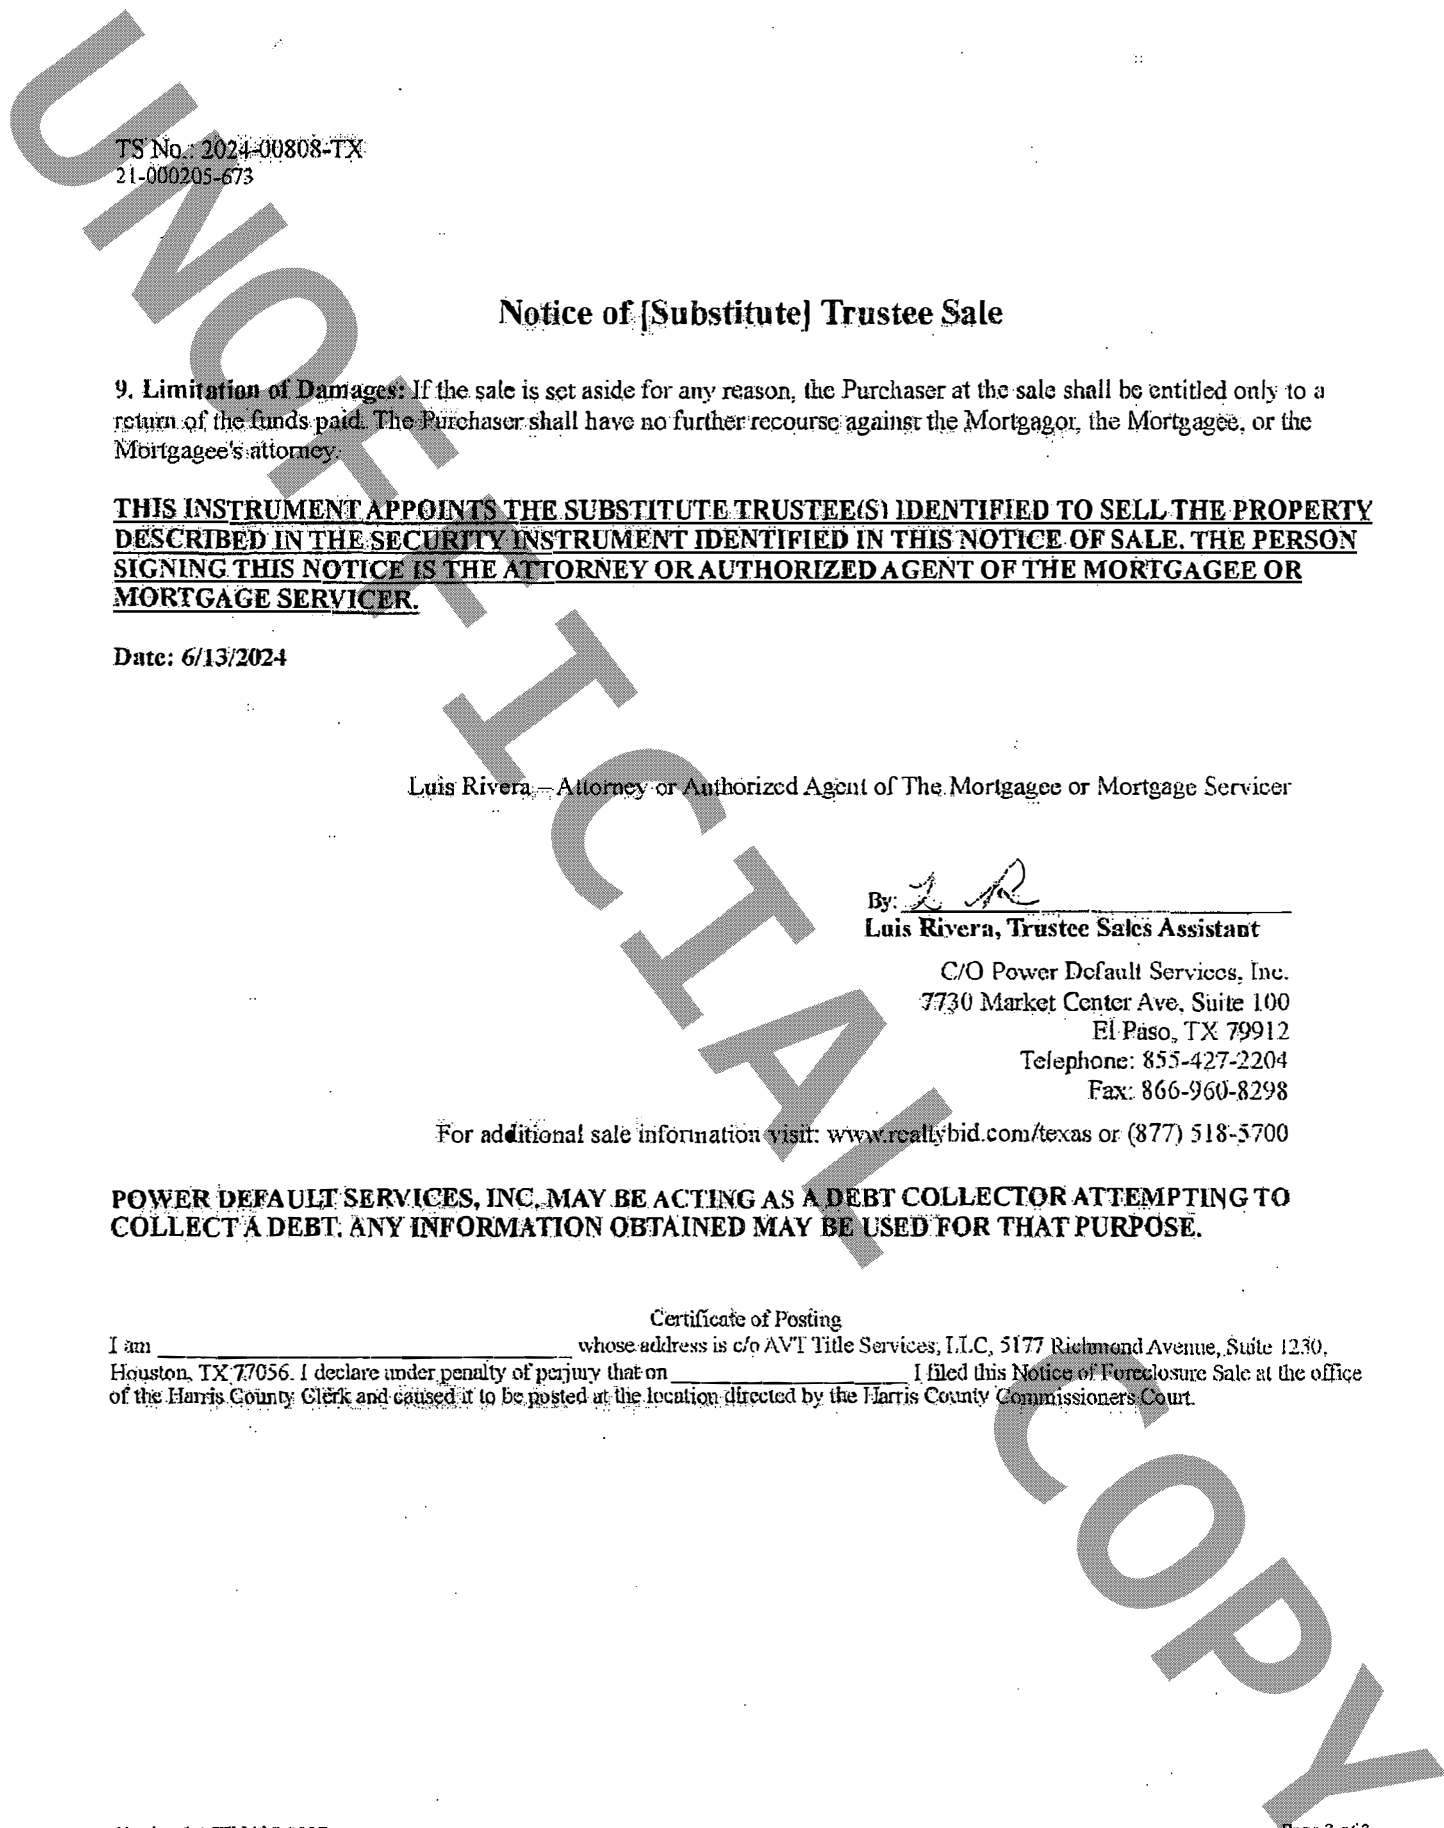 TS No.: 2024-00808-TX
21-000205-673
Notice of [Substitute] Trustee Sale
9. Limitation of Damages: If the sale is set aside for any reason, the Purchaser at the sale shall be entitled only to a
return of the funds paid. The Purchaser shall have no further recourse against the Mortgagor, the Mortgagee, or the
Mortgagee's attorney.
THIS INSTRUMENT APPOINTS THE SUBSTITUTE TRUSTEE(S) IDENTIFIED TO SELL THE PROPERTY
DESCRIBED IN THE SECURITY INSTRUMENT IDENTIFIED IN THIS NOTICE OF SALE. THE PERSON
SIGNING THIS NOTICE IS THE ATTORNEY OR AUTHORIZED AGENT OF THE MORTGAGEE OR
MORTGAGE SERVICER.
Date: 6/13/2024
Luis Rivera – Attorney or Authorized Agent of The Mortgagee or Mortgage Servicer
By: L R
Luis Rivera, Trustee Sales Assistant
C/O Power Default Services, Inc.
7730 Market Center Ave, Suite 100
El Paso, TX 79912
Telephone: 855-427-2204
Fax: 866-960-8298
For additional sale information visit: www.realtybid.com/texas or (877) 518-5700
POWER DEFAULT SERVICES, INC. MAY BE ACTING AS A DEBT COLLECTOR ATTEMPTING TO
COLLECT A DEBT. ANY INFORMATION OBTAINED MAY BE USED FOR THAT PURPOSE.
Certificate of Posting
I am ______________ whose address is c/o AVT Title Services, LLC, 5177 Richmond Avenue, Suite 1230,
Houston, TX 77056. I declare under penalty of perjury that on ______________ I filed this Notice of Foreclosure Sale at the office
of the Harris County Clerk and caused it to be posted at the location directed by the Harris County Commissioners Court.
UNOFFICIAL COPY